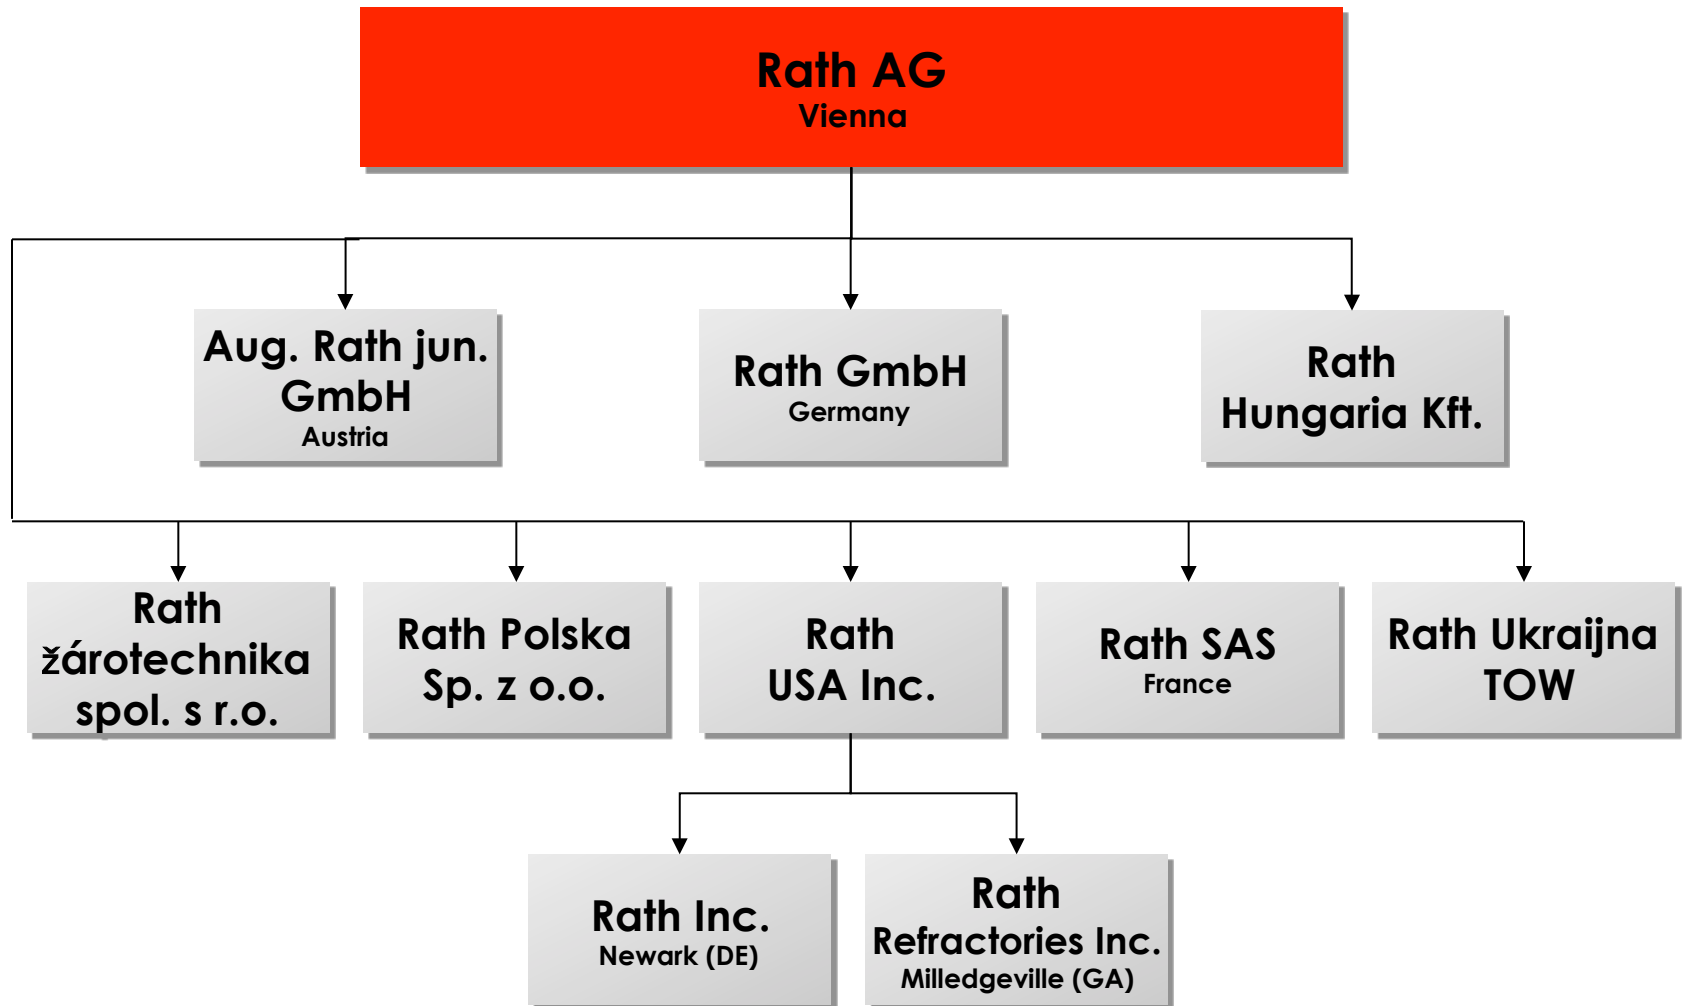 Rath AG
Vienna
Aug. Rath jun.
GmbH
Austria
Rath GmbH
Germany
Rath
Hungaria Kft.
Rath
žárotechnika
spol. s r.o.
Rath Polska
Sp. z o.o.
Rath
USA Inc.
Rath SAS
France
Rath Ukraijna
TOW
Rath Inc.
Newark (DE)
Rath
Refractories Inc.
Milledgeville (GA)